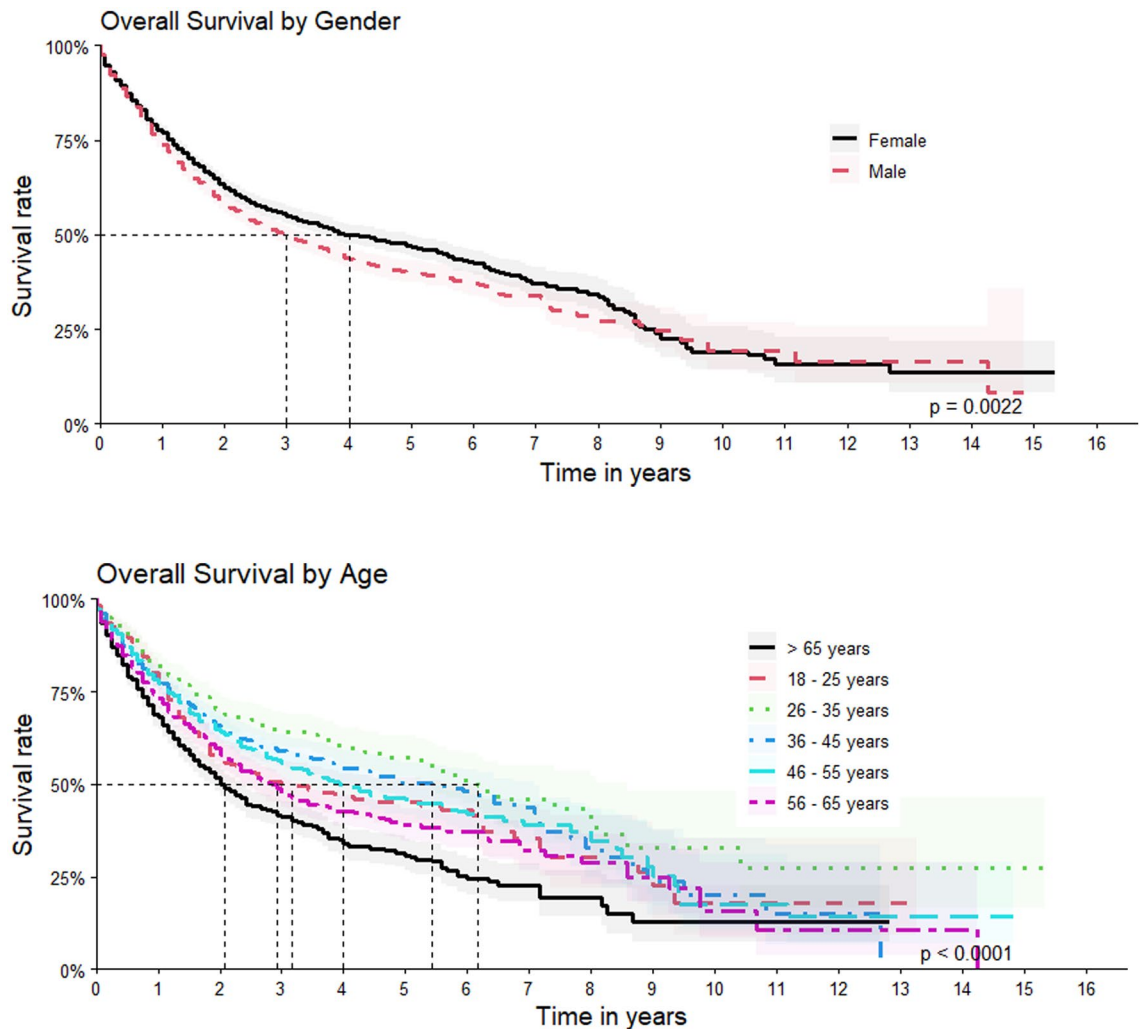 Overall Survival by Gender
100%
75%
50%
25%
0%
Survival rate
Female
Male
p = 0.0022
0 1 2 3 4 5 6 7 8 9 10 11 12 13 14 15 16
Time in years
Overall Survival by Age
100%
75%
50%
25%
0%
Survival rate
> 65 years
18 - 25 years
26 - 35 years
36 - 45 years
46 - 55 years
56 - 65 years
p < 0.0001
0 1 2 3 4 5 6 7 8 9 10 11 12 13 14 15 16
Time in years